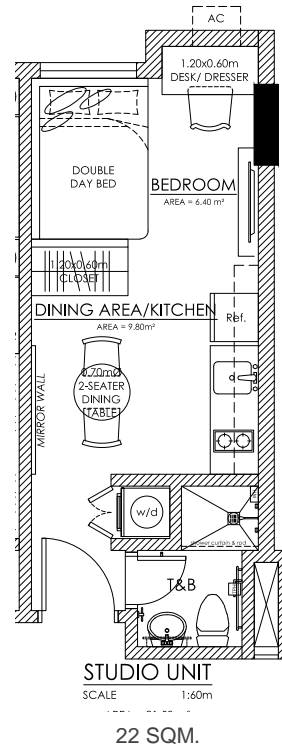 AC
1.20x0.60m
DESK/ DRESSER
DOUBLE
DAY BED
BEDROOM
AREA = 6.40 m²
1.20x0.60m
CLOSET
DINING AREA/KITCHEN
AREA = 9.80m²
Ref.
MIRROR WALL
0.70mØ
2-SEATER
DINING
[TABLE]
w/d
shower curtain & rod
T&B
STUDIO UNIT
SCALE 1:60m
22 SQM.